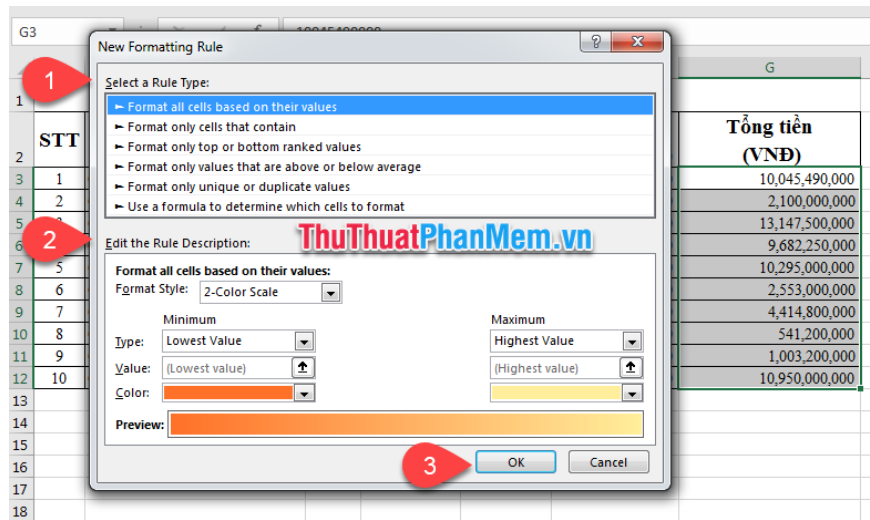 G3
New Formatting Rule
1
Select a Rule Type:
► Format all cells based on their values
► Format only cells that contain
► Format only top or bottom ranked values
► Format only values that are above or below average
► Format only unique or duplicate values
► Use a formula to determine which cells to format
2
Edit the Rule Description:
ThuThuatPhanMem.vn
Format all cells based on their values:
Format Style: 2-Color Scale
Minimum Maximum
Type: Lowest Value Highest Value
Value: (Lowest value) (Highest value)
Color:
Preview:
3
OK Cancel
G
1
2 STT Tổng tiền
(VNĐ)
3 1 10,045,490,000
4 2 2,100,000,000
5 13,147,500,000
6 9,682,250,000
7 5 10,295,000,000
8 6 2,553,000,000
9 7 4,414,800,000
10 8 541,200,000
11 9 1,003,200,000
12 10 10,950,000,000
13
14
15
16
17
18